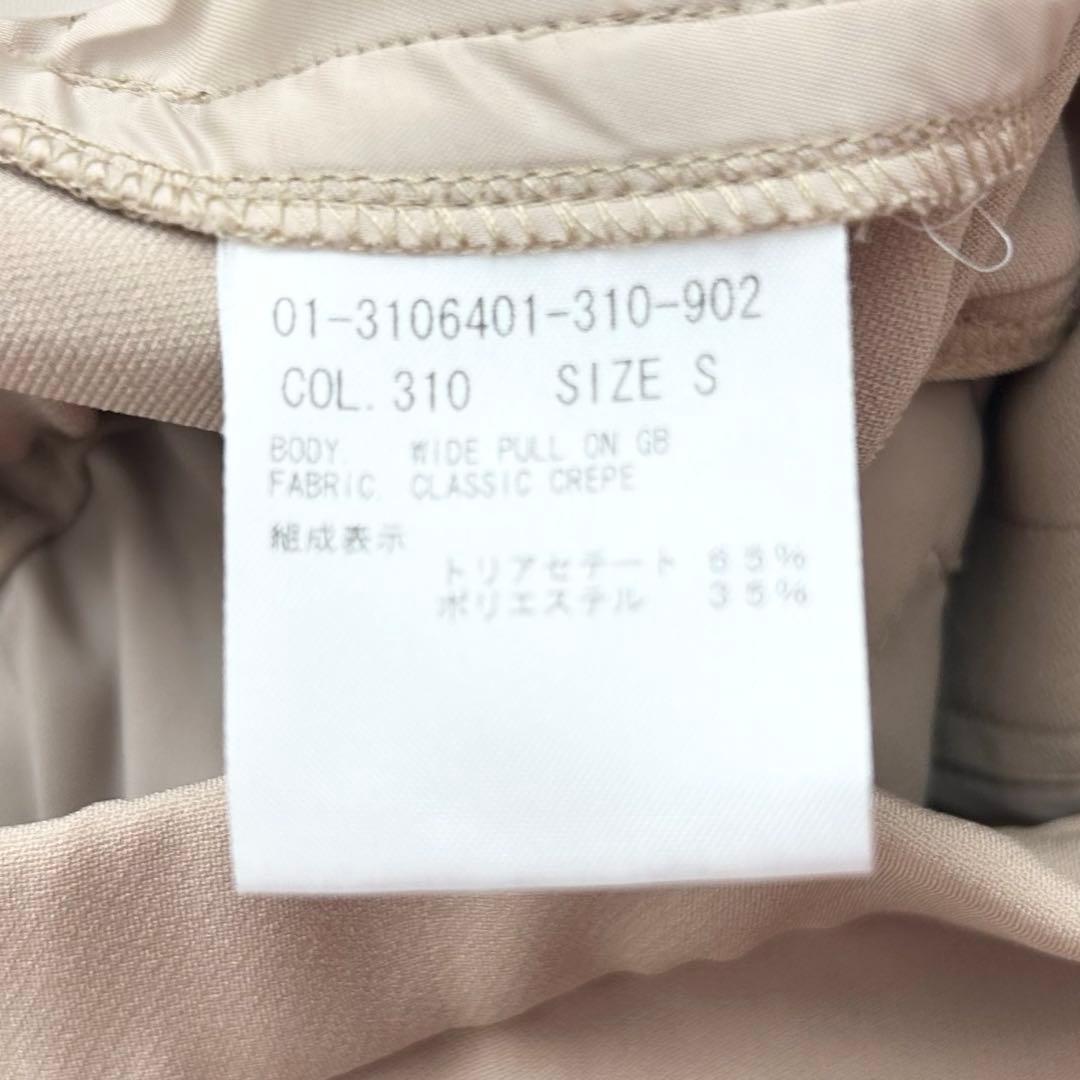 01-3106401-310-902
COL. 310 SIZE S
BODY. WIDE PULL ON GB
FABRIC. CLASSIC CREPE
組成表示
トリアセテート 65%
ポリエステル 35%